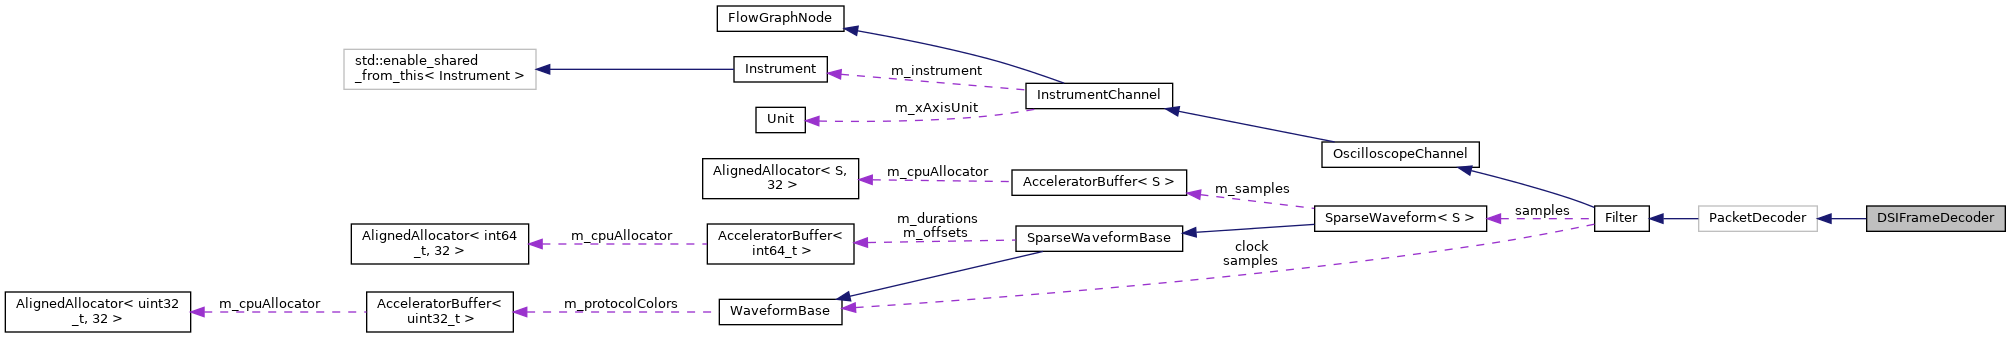 FlowGraphNode
std::enable_shared
_from_this< Instrument >
Instrument
m_instrument
InstrumentChannel
m_xAxisUnit
Unit
OscilloscopeChannel
AlignedAllocator< S,
32 >
m_cpuAllocator
AcceleratorBuffer< S >
m_samples
SparseWaveform< S >
samples
Filter
PacketDecoder
DSIFrameDecoder
AlignedAllocator< int64
_t, 32 >
m_cpuAllocator
AcceleratorBuffer<
int64_t >
m_durations
m_offsets
SparseWaveformBase
clock
samples
AlignedAllocator< uint32
_t, 32 >
m_cpuAllocator
AcceleratorBuffer<
uint32_t >
m_protocolColors
WaveformBase